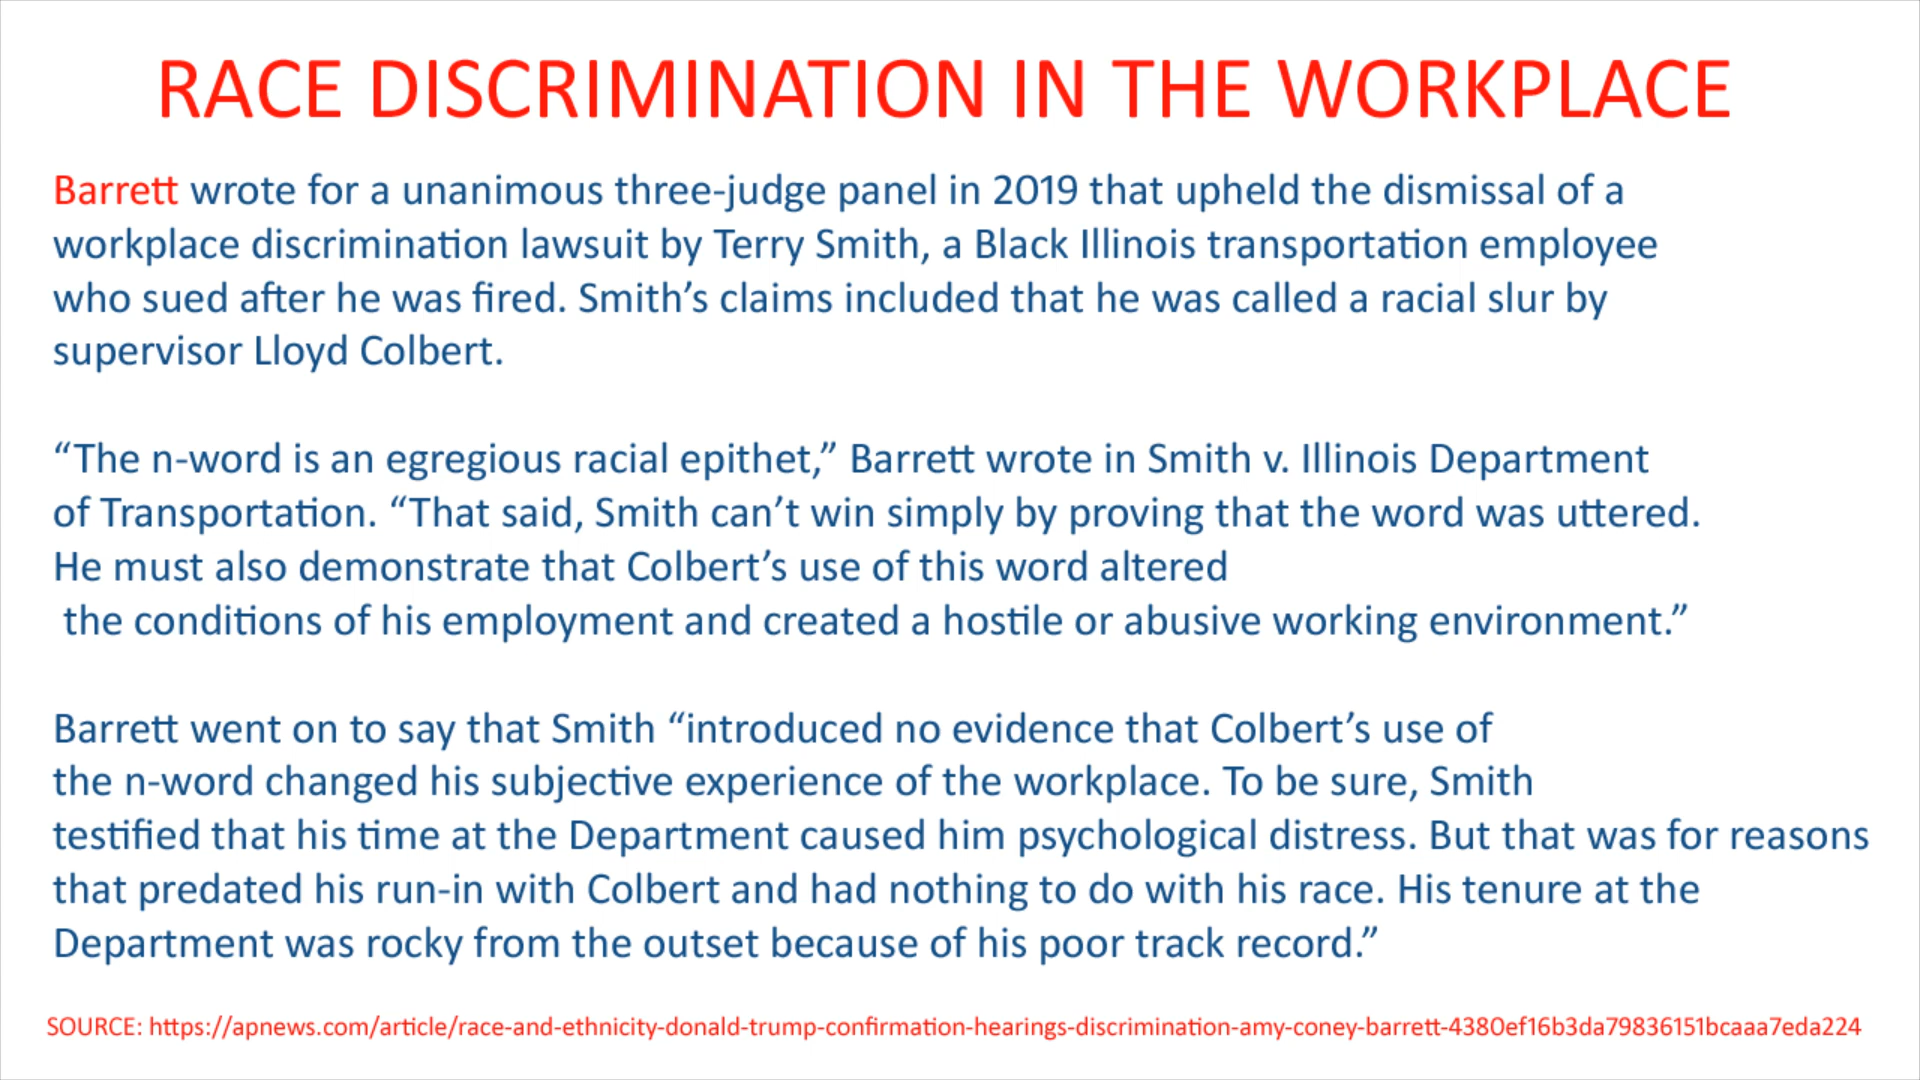 RACE DISCRIMINATION IN THE WORKPLACE
Barrett wrote for a unanimous three-judge panel in 2019 that upheld the dismissal of a
workplace discrimination lawsuit by Terry Smith, a Black Illinois transportation employee
who sued after he was fired. Smith’s claims included that he was called a racial slur by
supervisor Lloyd Colbert.
“The n-word is an egregious racial epithet,” Barrett wrote in Smith v. Illinois Department
of Transportation. “That said, Smith can’t win simply by proving that the word was uttered.
He must also demonstrate that Colbert’s use of this word altered
the conditions of his employment and created a hostile or abusive working environment.”
Barrett went on to say that Smith “introduced no evidence that Colbert’s use of
the n-word changed his subjective experience of the workplace. To be sure, Smith
testified that his time at the Department caused him psychological distress. But that was for reasons
that predated his run-in with Colbert and had nothing to do with his race. His tenure at the
Department was rocky from the outset because of his poor track record.”
SOURCE: https://apnews.com/article/race-and-ethnicity-donald-trump-confirmation-hearings-discrimination-amy-coney-barrett-4380ef16b3da79836151bcaaa7eda224